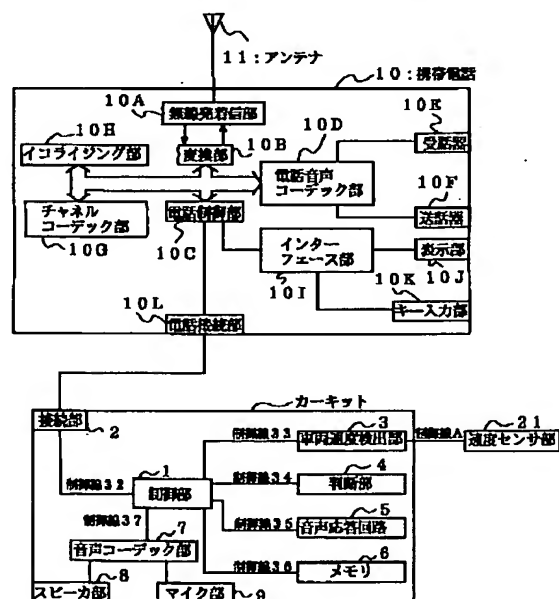 11：アンテナ
10：携帯電話
10A
無線発着信部
10H
イコライジング部
10B
変換部
10D
電話音声
コーデック部
10E
受話器
10F
送話器
チャネル
コーデック部
10G
電話制御部
10C
インター
フェース部
10I
表示部
10J
10K
キー入力部
10L
電話接続部
カーキット
接続部
2
制御線33
3
車両速度検出部
制御線A
21
速度センサ部
制御線32
1
制御部
制御線34
4
判断部
制御線37
7
制御線35
5
音声応答回路
音声コーデック部
制御線36
6
メモリ
8
スピーカ部
マイク部
9